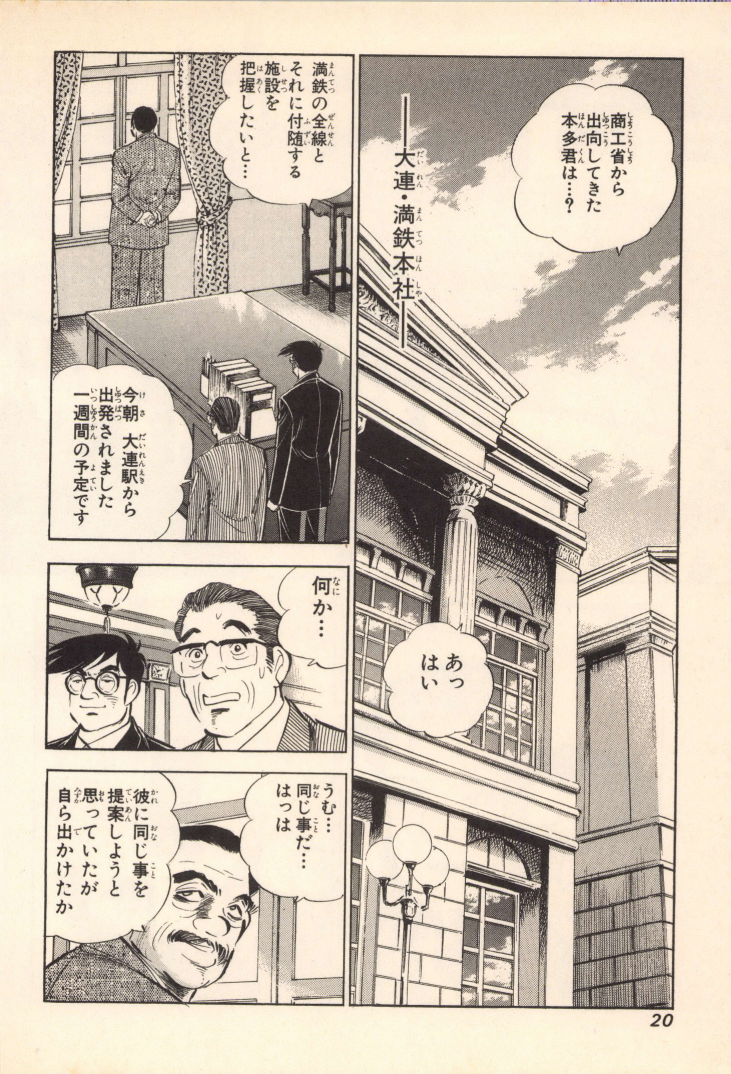 商工省から
出向してきた
本多君は…?
――大連・満鉄本社――
あっ
はい
満鉄の全線と
それに付随する
施設を
把握したいと…
今朝 大連駅から
出発されました
一週間の予定です
何か…
うむ…
同じ事だ…
はっは
彼に同じ事を
提案しようと
思っていたが
自ら出かけたか
20